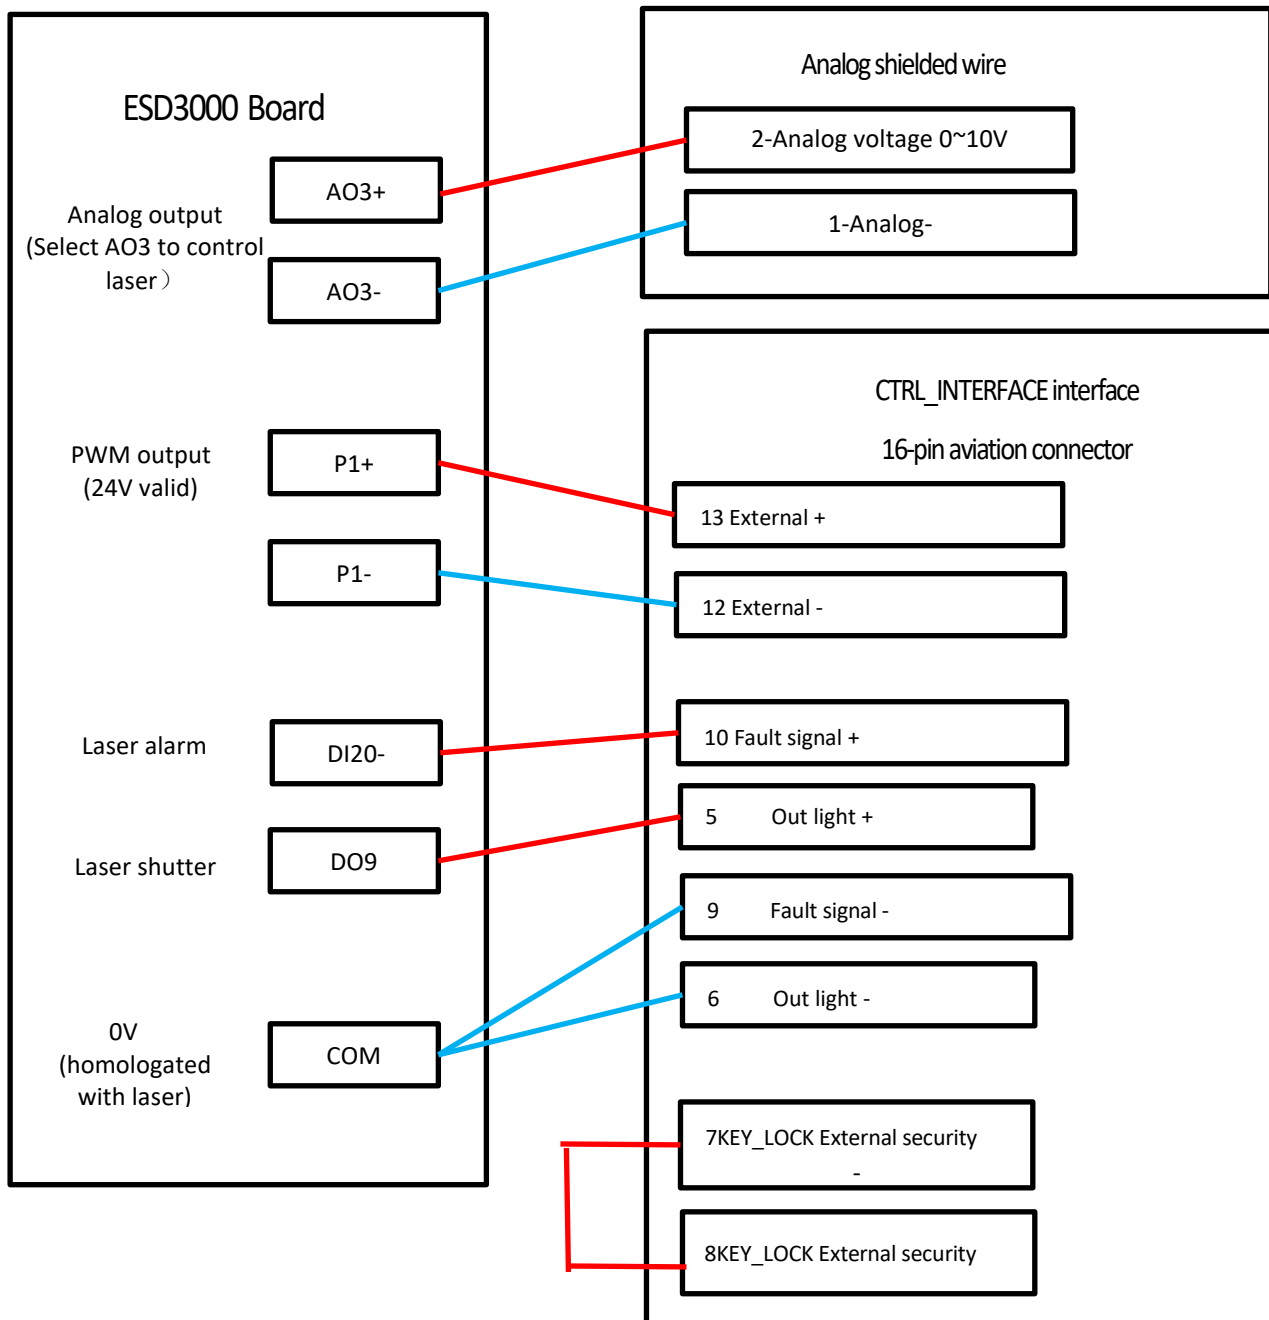 ESD3000 Board
Analog output
(Select AO3 to control
laser）
AO3+
AO3-
PWM output
(24V valid)
P1+
P1-
Laser alarm
DI20-
Laser shutter
DO9
0V
(homologated
with laser)
COM
Analog shielded wire
2-Analog voltage 0~10V
1-Analog-
CTRL_INTERFACE interface
16-pin aviation connector
13 External +
12 External -
10 Fault signal +
5 Out light +
9 Fault signal -
6 Out light -
7KEY_LOCK External security
-
8KEY_LOCK External security